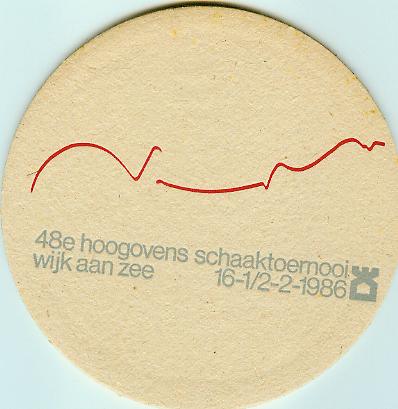 48e hoogovens schaaktoernooi
wijk aan zee 16-1/2-2-1986